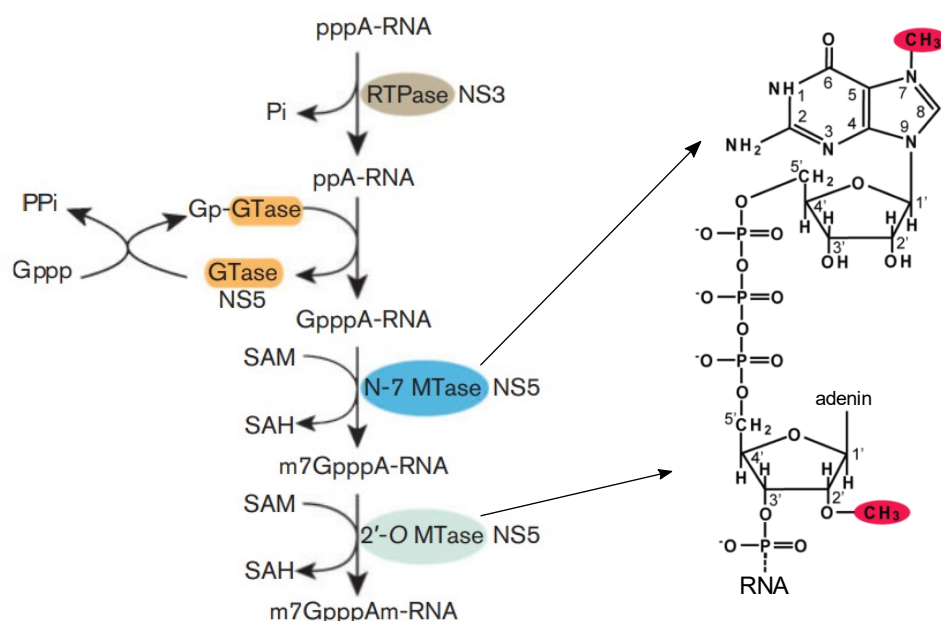 pppA-RNA
RTPase NS3
Pi
ppA-RNA
PPi
Gp-GTase
Gppp
GTase
NS5
GpppA-RNA
SAM
N-7 MTase NS5
SAH
m7GpppA-RNA
SAM
2'-O MTase NS5
SAH
m7GpppAm-RNA
CH₃
O
6
NH
1
5
N
7
8
2
3
4
9
NH₂
N
N
5'
CH₂
O
O
4'
1'
H
H
H
H
3'
2'
OH
OH
⁻O—P=O
O
⁻O—P=O
O
⁻O—P=O
O
5'
CH₂
adenin
O
4'
1'
H
H
H
H
3'
2'
O
O—CH₃
⁻O—P=O
RNA